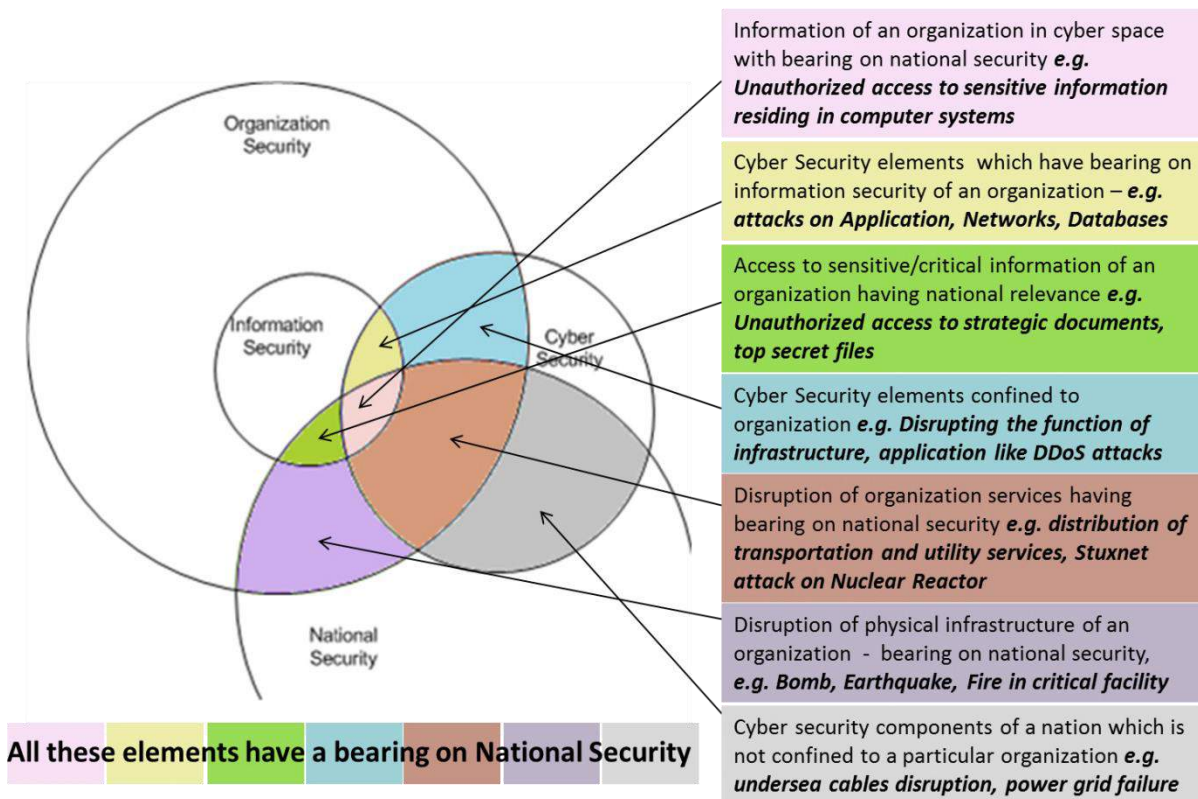 Organization
Security
Information
Security
Cyber
Security
National
Security
All these elements have a bearing on National Security
Information of an organization in cyber space
with bearing on national security e.g.
Unauthorized access to sensitive information
residing in computer systems
Cyber Security elements which have bearing on
information security of an organization – e.g.
attacks on Application, Networks, Databases
Access to sensitive/critical information of an
organization having national relevance e.g.
Unauthorized access to strategic documents,
top secret files
Cyber Security elements confined to
organization e.g. Disrupting the function of
infrastructure, application like DDoS attacks
Disruption of organization services having
bearing on national security e.g. distribution of
transportation and utility services, Stuxnet
attack on Nuclear Reactor
Disruption of physical infrastructure of an
organization - bearing on national security,
e.g. Bomb, Earthquake, Fire in critical facility
Cyber security components of a nation which is
not confined to a particular organization e.g.
undersea cables disruption, power grid failure